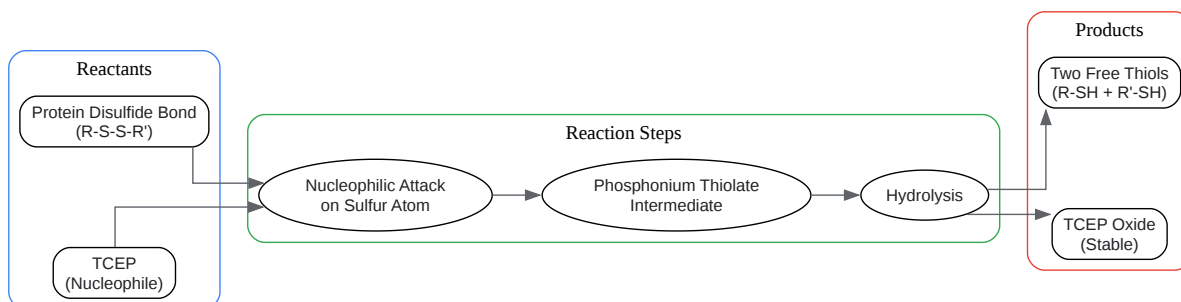 Reactants
Protein Disulfide Bond
(R-S-S-R')
TCEP
(Nucleophile)
Reaction Steps
Nucleophilic Attack
on Sulfur Atom
Phosphonium Thiolate
Intermediate
Hydrolysis
Products
Two Free Thiols
(R-SH + R'-SH)
TCEP Oxide
(Stable)